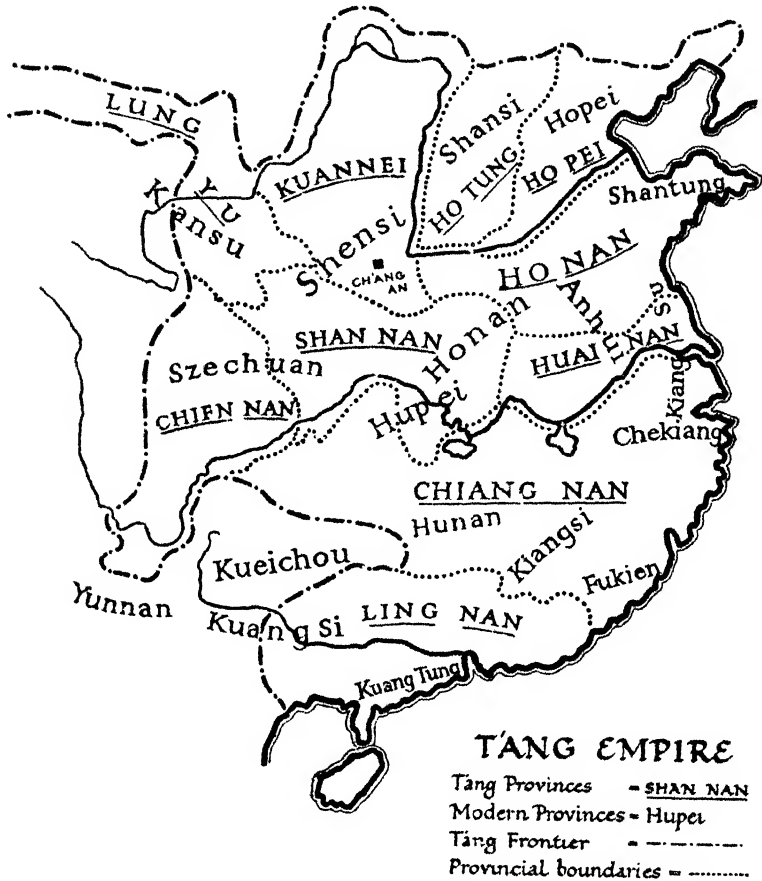 LUNG
YU
Kansu
KUANNEI
Shansi
Hopei
HO TUNG
HO PEI
Shantung
Shensi
CH'ANG
AN
HO NAN
Honan
Anhui
SHAN NAN
HUAI NAN
Kiangsu
Szechuan
CHIEN NAN
Hupei
Chekiang
CHIANG NAN
Hunan
Kiangsi
Fukien
Kueichou
Yunnan
Kuangsi
LING NAN
Kuang Tung
T'ANG EMPIRE
T'ang Provinces = SHAN NAN
Modern Provinces = Hupei
T'ang Frontier =
Provincial boundaries =